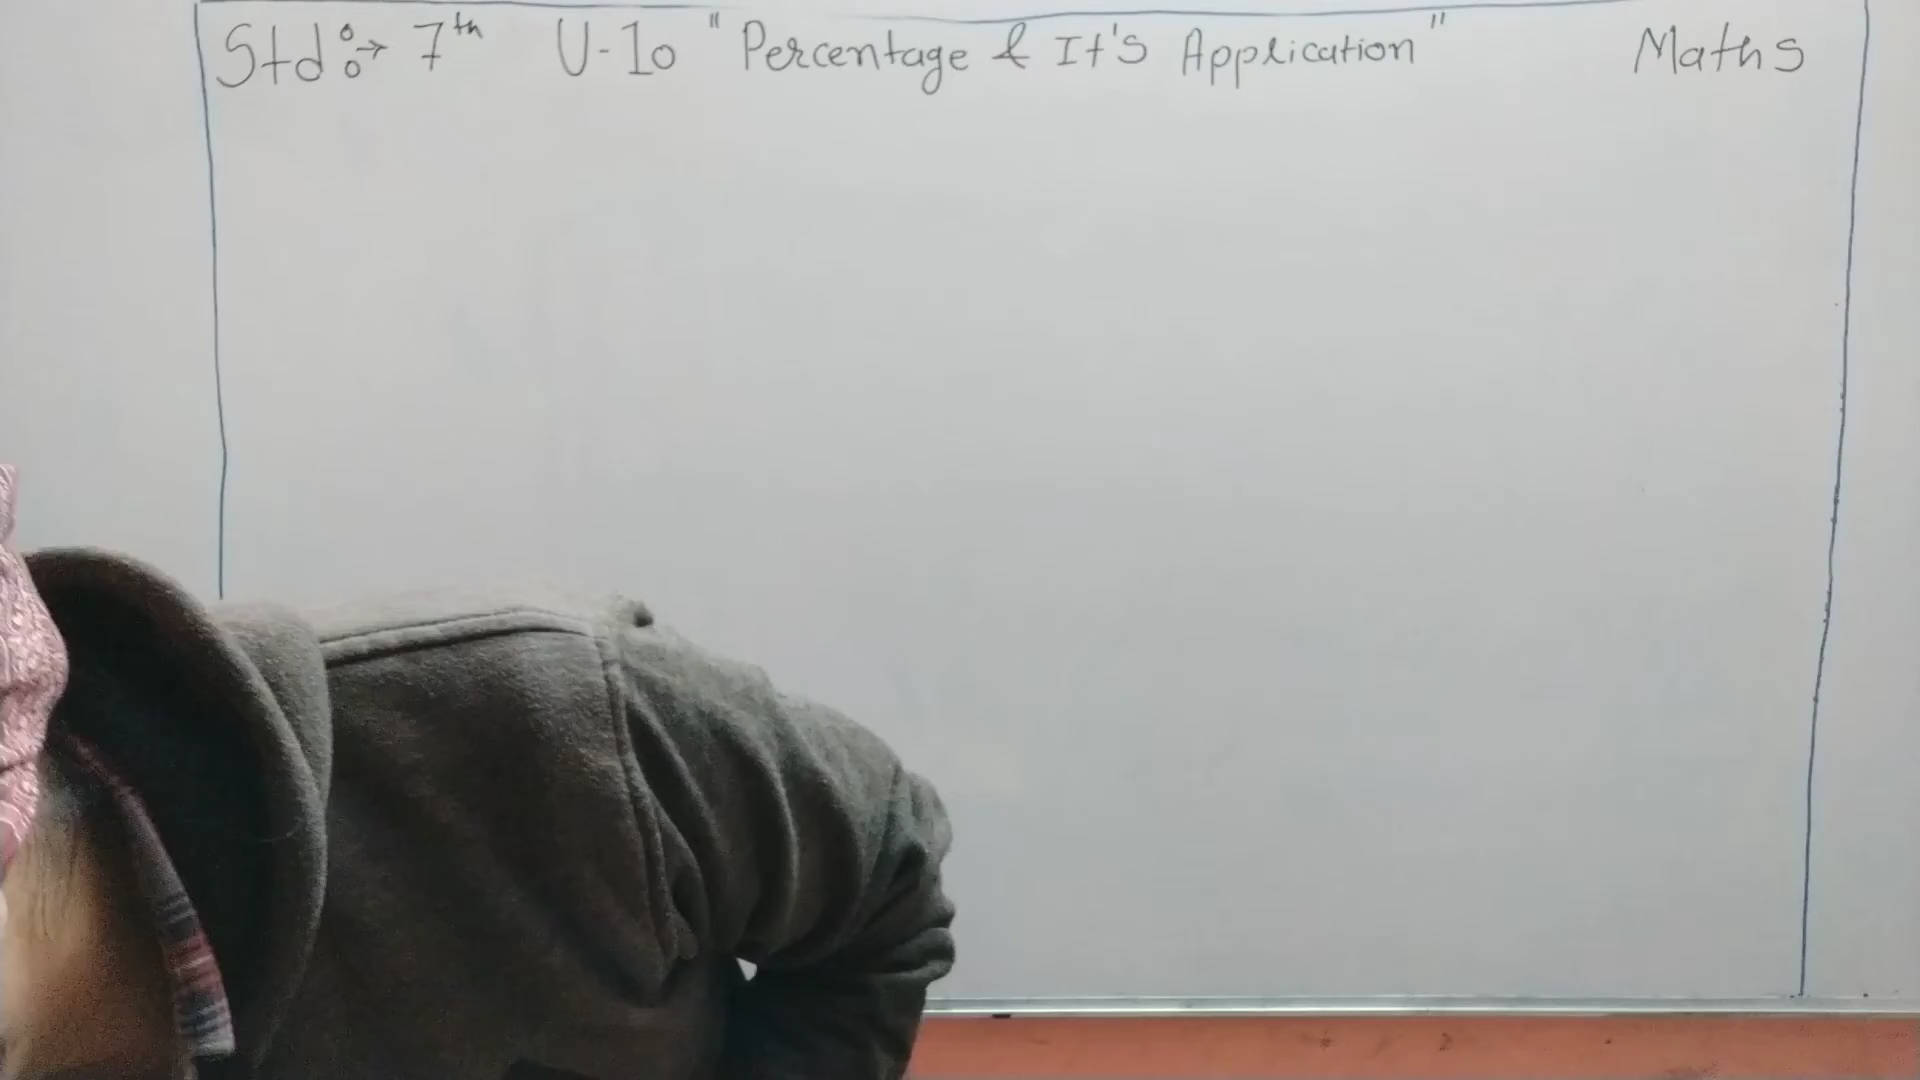 Std :→ 7th U-10 "Percentage & It's Application" Maths